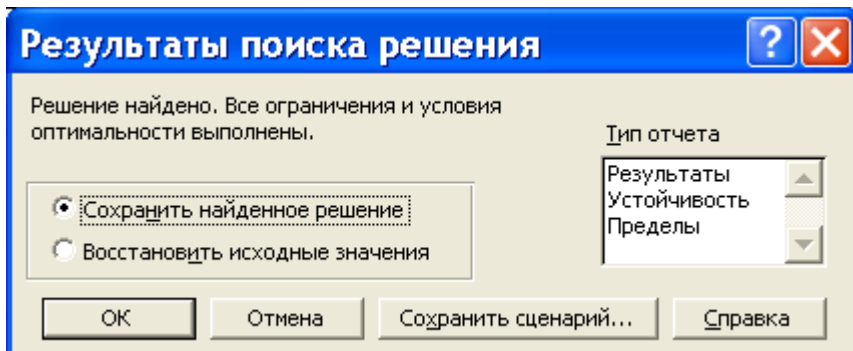 Результаты поиска решения
Решение найдено. Все ограничения и условия
оптимальности выполнены.
Тип отчета
Результаты
Устойчивость
Пределы
Сохранить найденное решение
Восстановить исходные значения
ОК
Отмена
Сохранить сценарий...
Справка